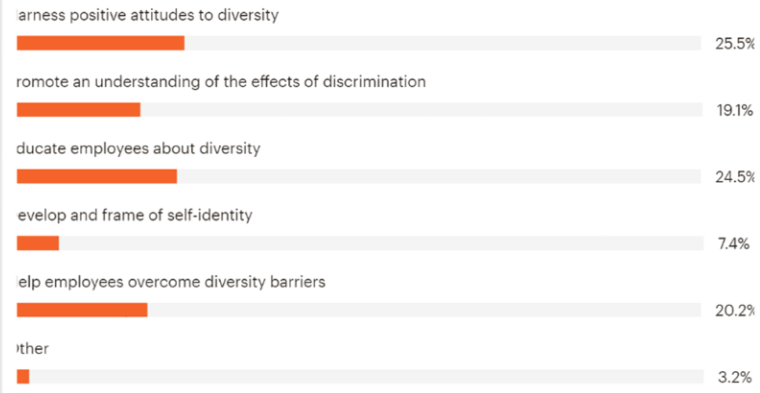 arness positive attitudes to diversity
25.5%
romote an understanding of the effects of discrimination
19.1%
ducate employees about diversity
24.5%
evelop and frame of self-identity
7.4%
elp employees overcome diversity barriers
20.2%
ther
3.2%